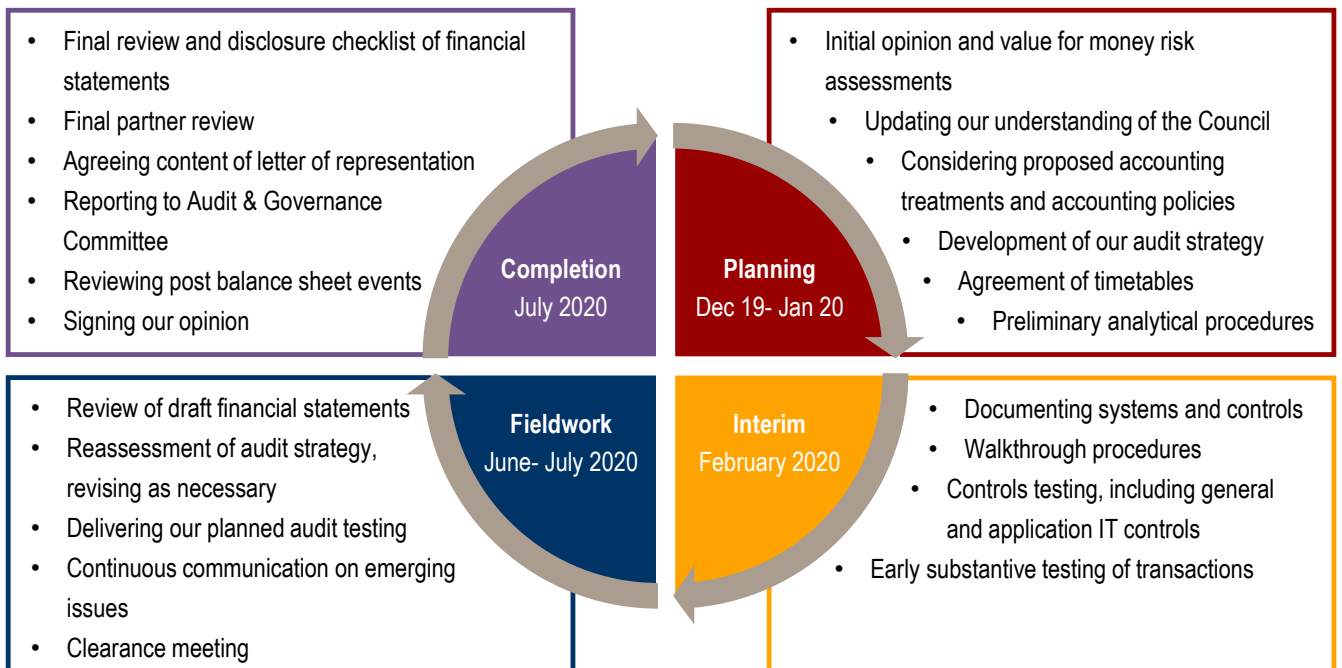 • Final review and disclosure checklist of financial
statements
• Final partner review
• Agreeing content of letter of representation
• Reporting to Audit & Governance
Committee
• Reviewing post balance sheet events
• Signing our opinion
Completion
July 2020
• Initial opinion and value for money risk
assessments
• Updating our understanding of the Council
• Considering proposed accounting
treatments and accounting policies
• Development of our audit strategy
• Agreement of timetables
• Preliminary analytical procedures
Planning
Dec 19- Jan 20
• Review of draft financial statements
• Reassessment of audit strategy,
revising as necessary
• Delivering our planned audit testing
• Continuous communication on emerging
issues
• Clearance meeting
Fieldwork
June- July 2020
Interim
February 2020
• Documenting systems and controls
• Walkthrough procedures
• Controls testing, including general
and application IT controls
• Early substantive testing of transactions